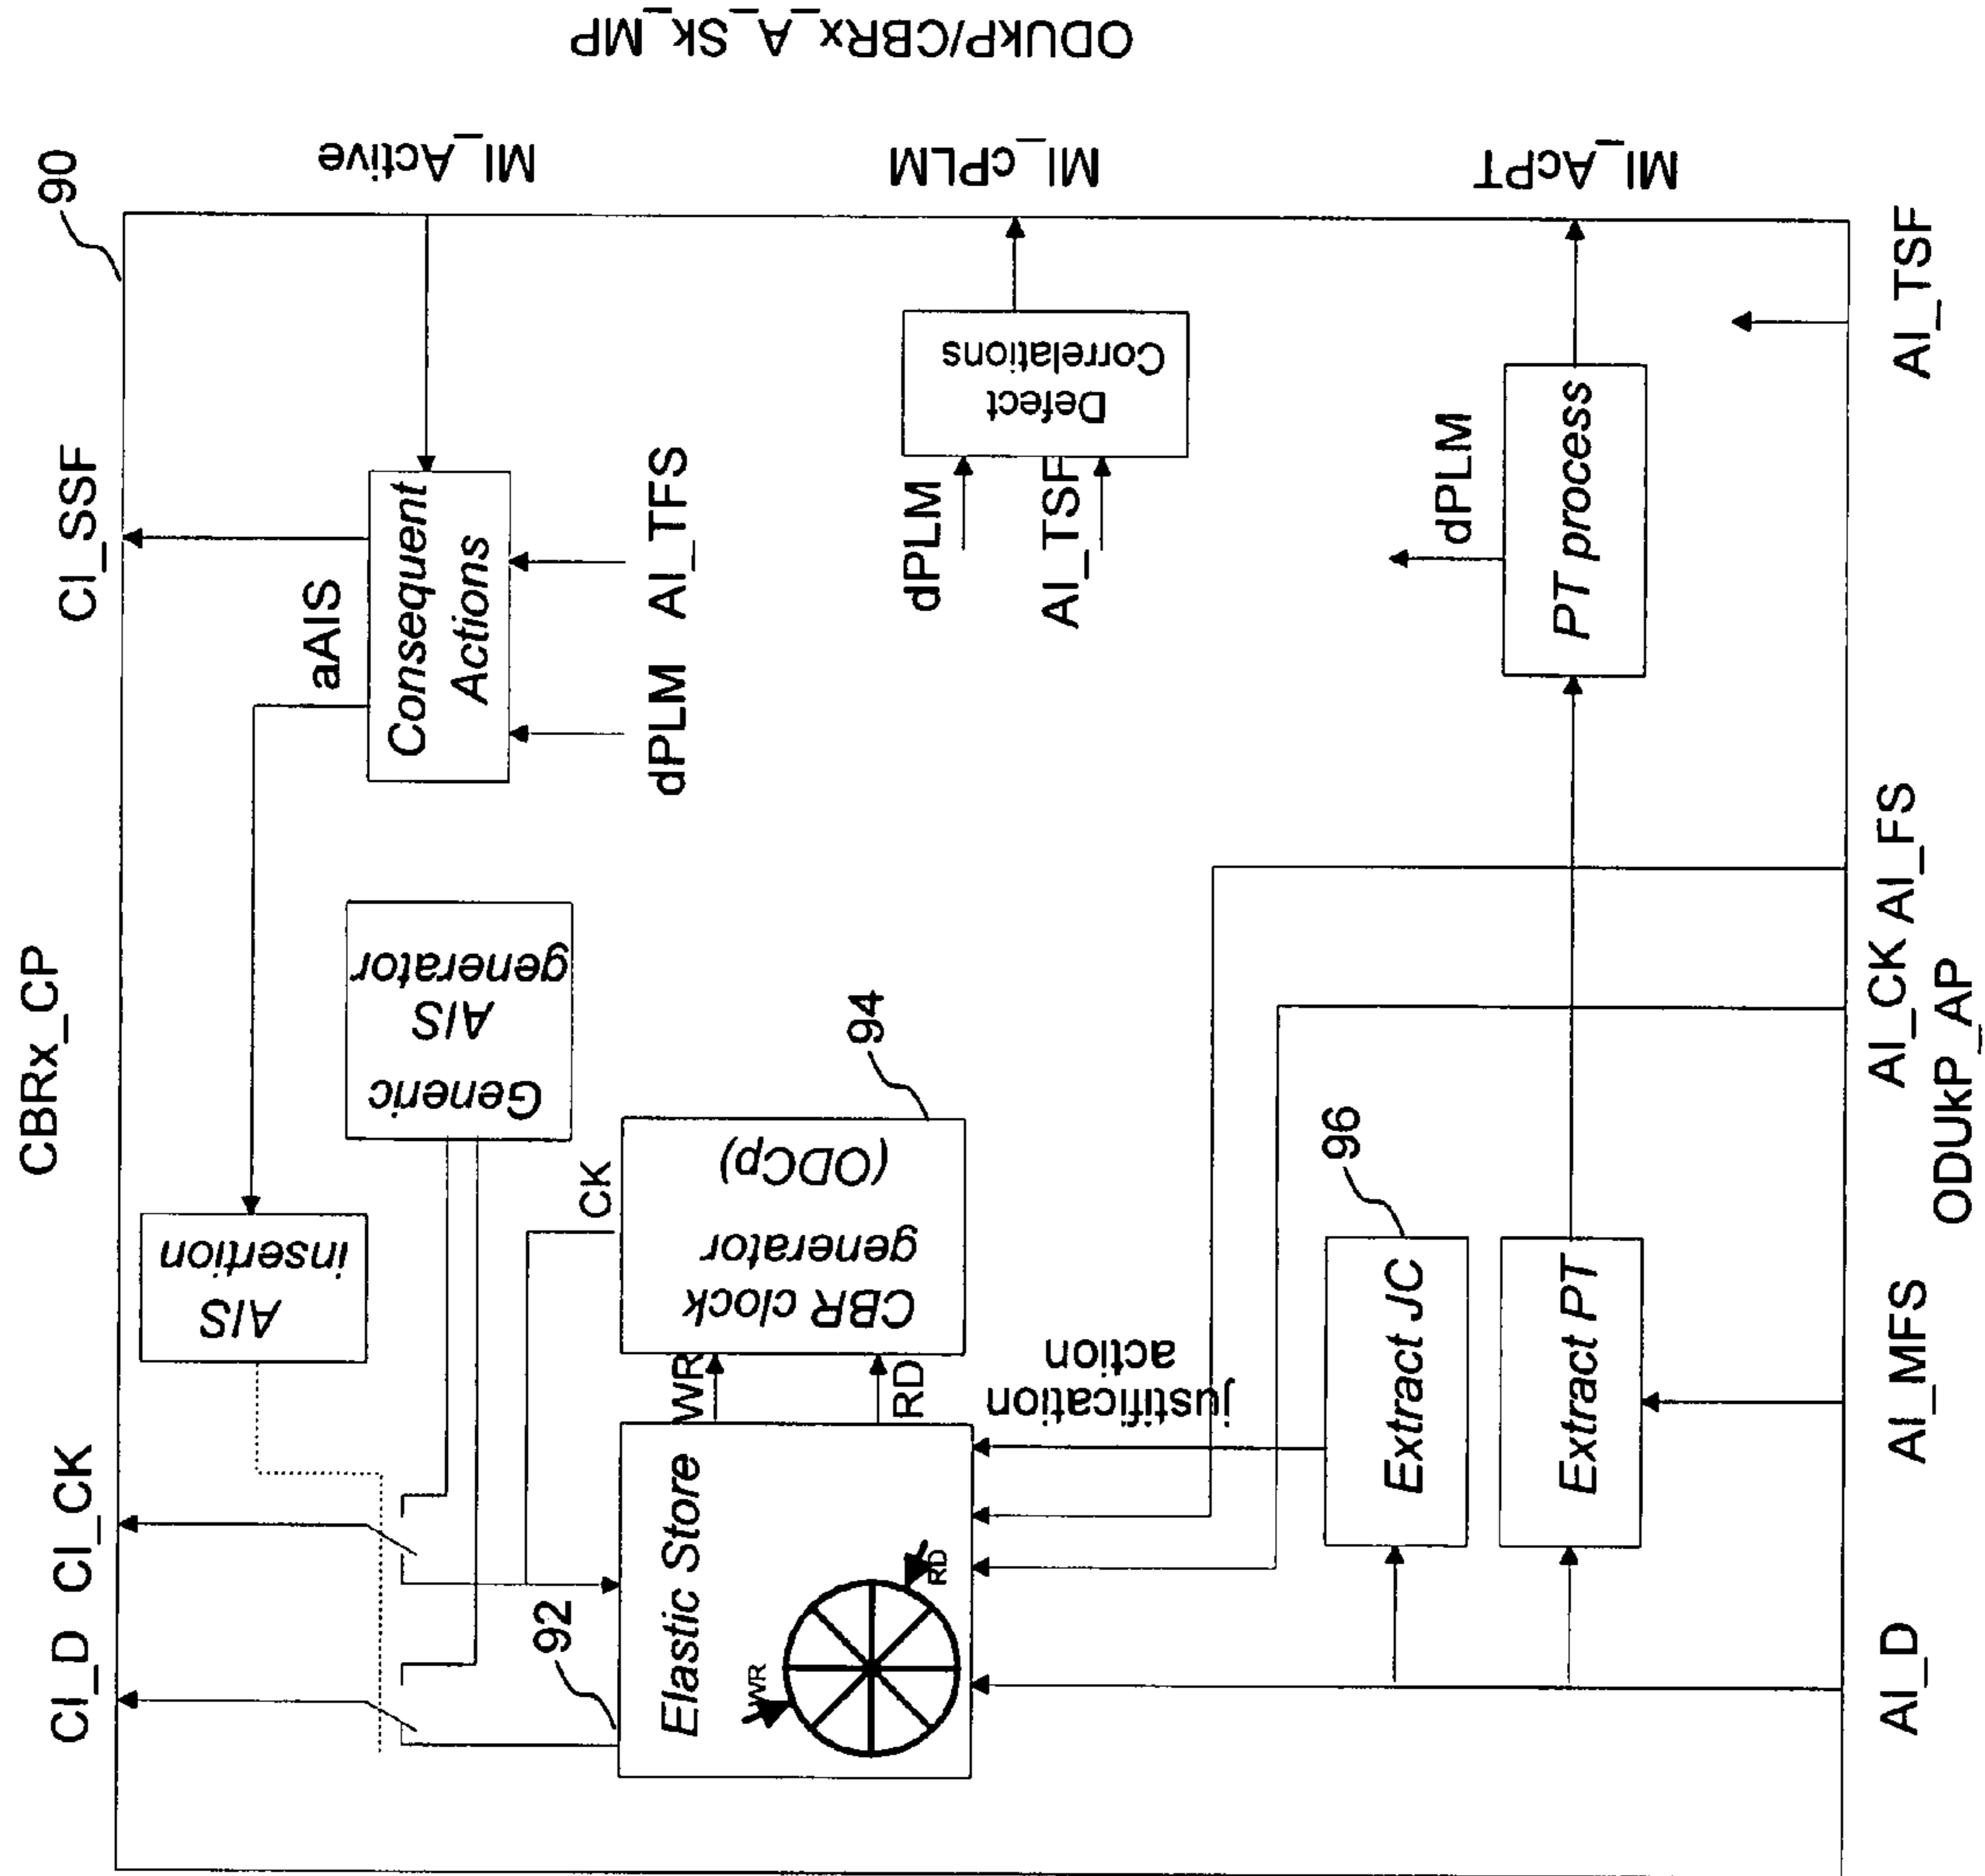 ODUkP/CBRx_A_Sk_MP
90
MI_Active
MI_cPLM
MI_AcPT
CI_SSF
aAIS
Consequent
Actions
dPLM
AI_TFS
Defect
Correlations
dPLM
AI_TSF
dPLM
PT process
AI_TSF
CBRx_CP
Generic
AIS
generator
AIS
insertion
CI_D
CI_CK
CK
94
CBR clock
generator
(ODCp)
92
Elastic Store
WR
RD
WR
RD
justification
action
96
Extract JC
Extract PT
AI_D
AI_MFS
AI_CK
AI_FS
ODUkP_AP